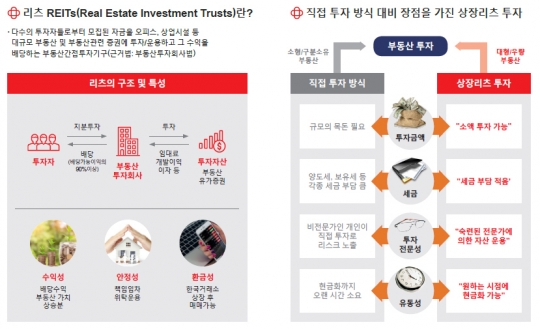 리츠 REITs(Real Estate Investment Trusts)란?
· 다수의 투자자들로부터 모집된 자금을 오피스, 상업시설 등
대규모 부동산 및 부동산관련 증권에 투자/운용하고 그 수익을
배당하는 부동산간접투자기구(근거법: 부동산투자회사법)
리츠의 구조 및 특성
지분투자
투자
투자자
배당
(배당가능이익의
90%이상)
부동산
투자회사
임대료
개발이익
이자 등
투자자산
부동산
유가증권
수익성
배당수익
부동산 가치
상승분
안정성
책임임차
위탁운용
환금성
한국거래소
상장 후
매매가능
직접 투자 방식 대비 장점을 가진 상장리츠 투자
소형/구분소유
부동산
부동산 투자
대형/우량
부동산
직접 투자 방식
상장리츠 투자
규모의 목돈 필요
투자금액
"소액 투자 가능"
양도세, 보유세 등
각종 세금 부담 큼
세금
"세금 부담 적음"
비전문가인 개인이
직접 투자로
리스크 노출
투자
전문성
"숙련된 전문가에
의한 자산 운용"
현금화까지
오랜 시간 소요
유동성
"원하는 시점에
현금화 가능"